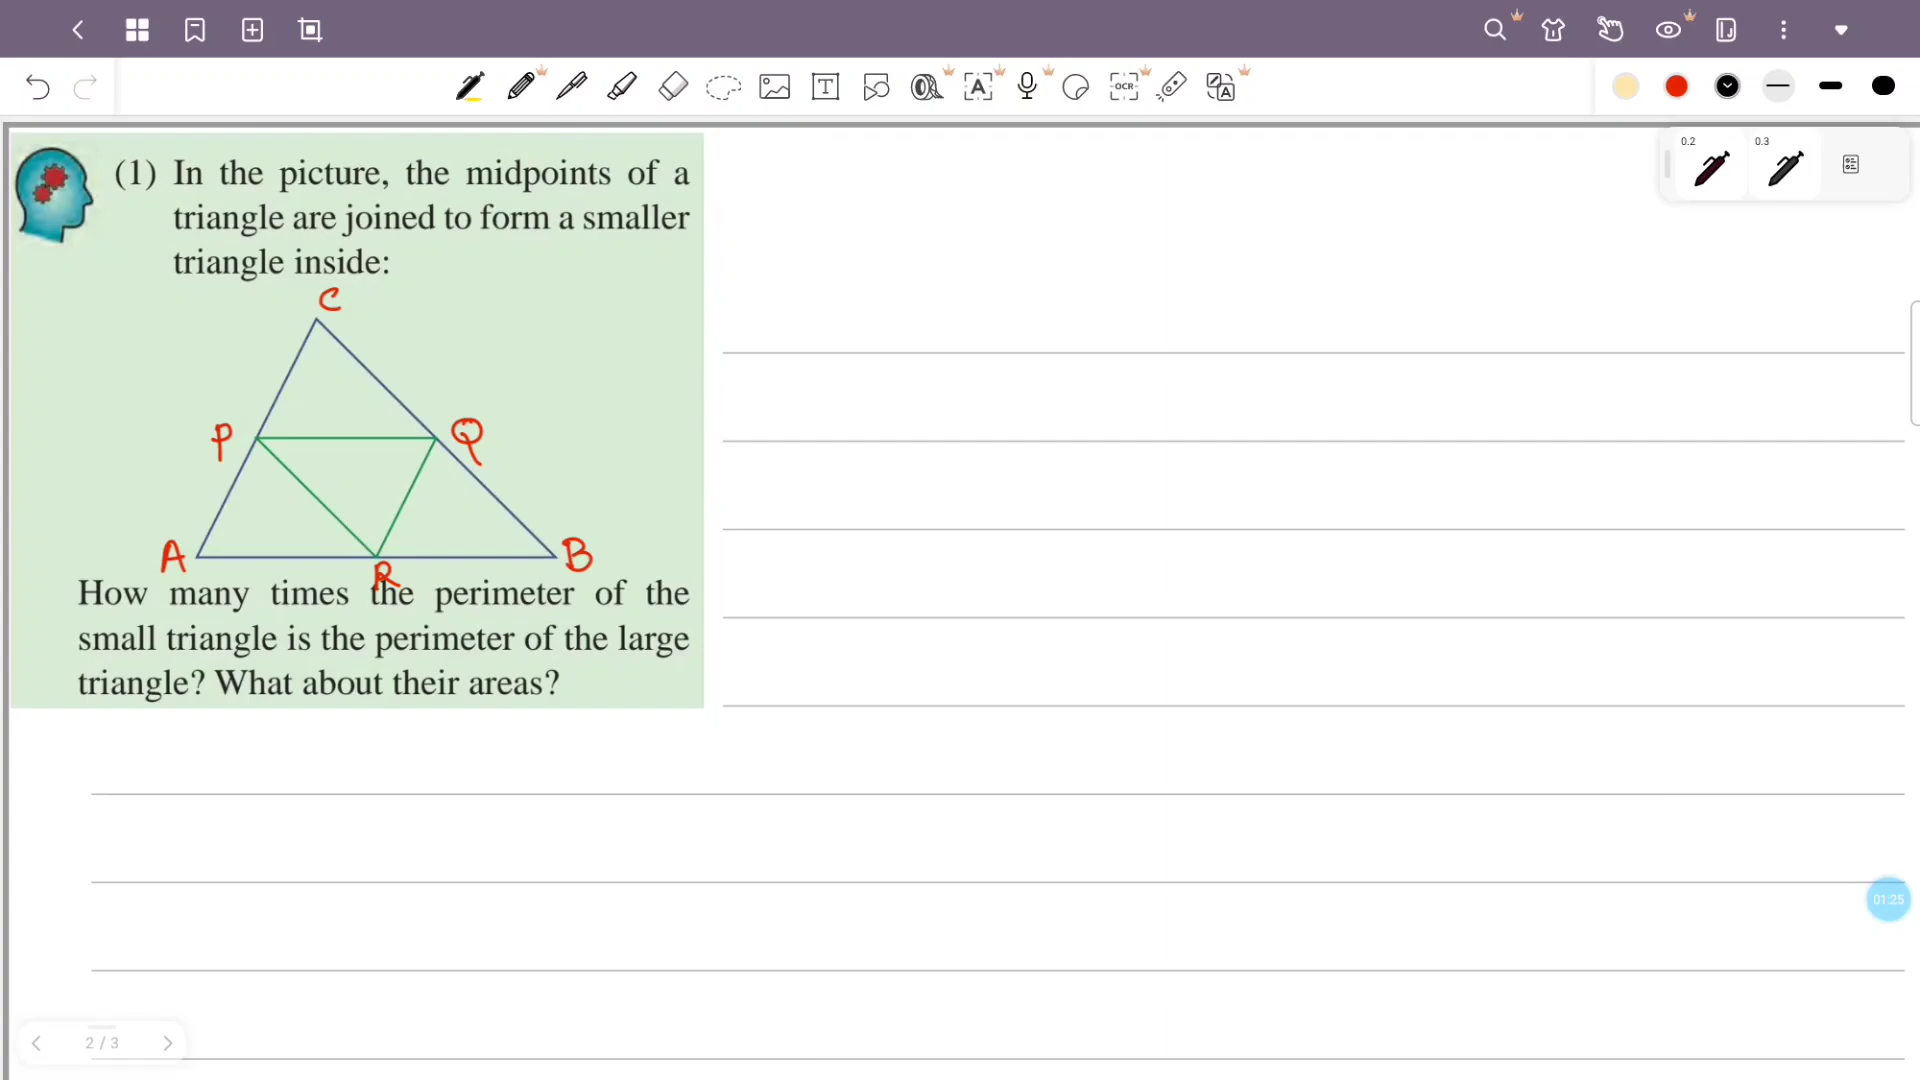 0.2 0.3
(1) In the picture, the midpoints of a
triangle are joined to form a smaller
triangle inside:
C
P Q
A R B
How many times the perimeter of the
small triangle is the perimeter of the large
triangle? What about their areas?
01:25
2 / 3
T A OCR A